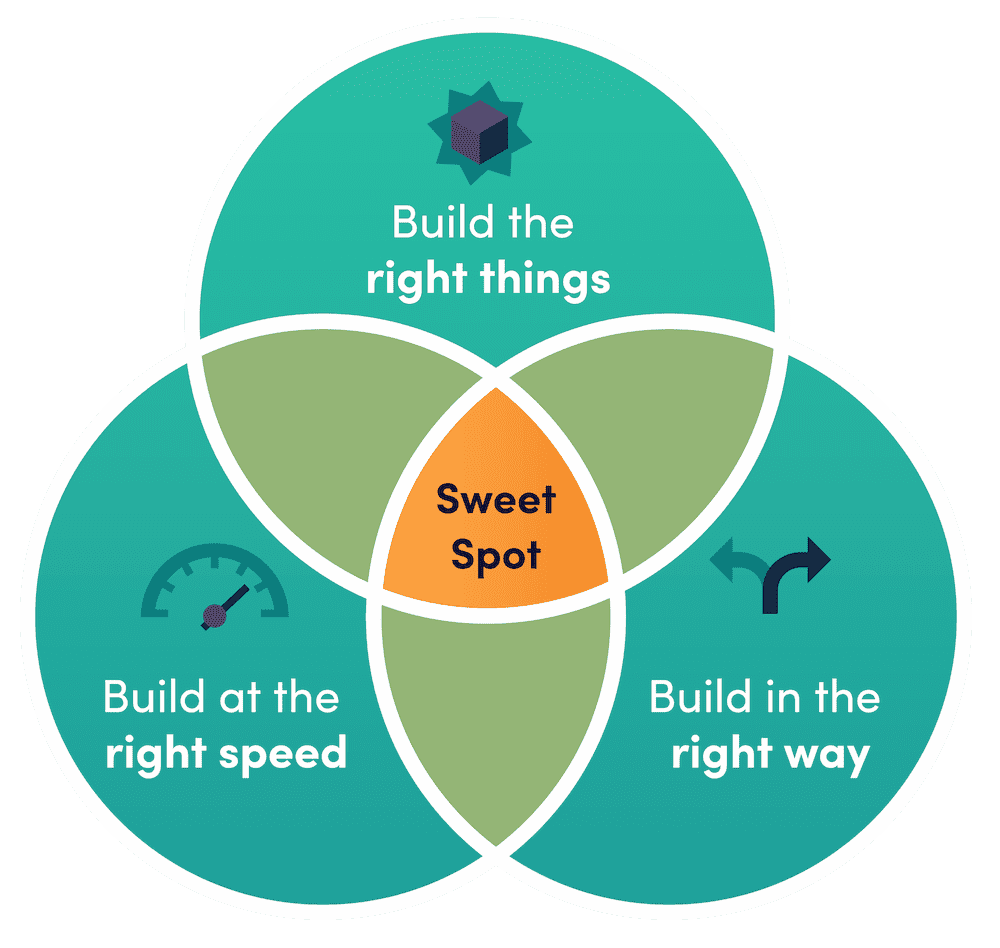 Build the
right things
Sweet
Spot
Build at the
right speed
Build in the
right way